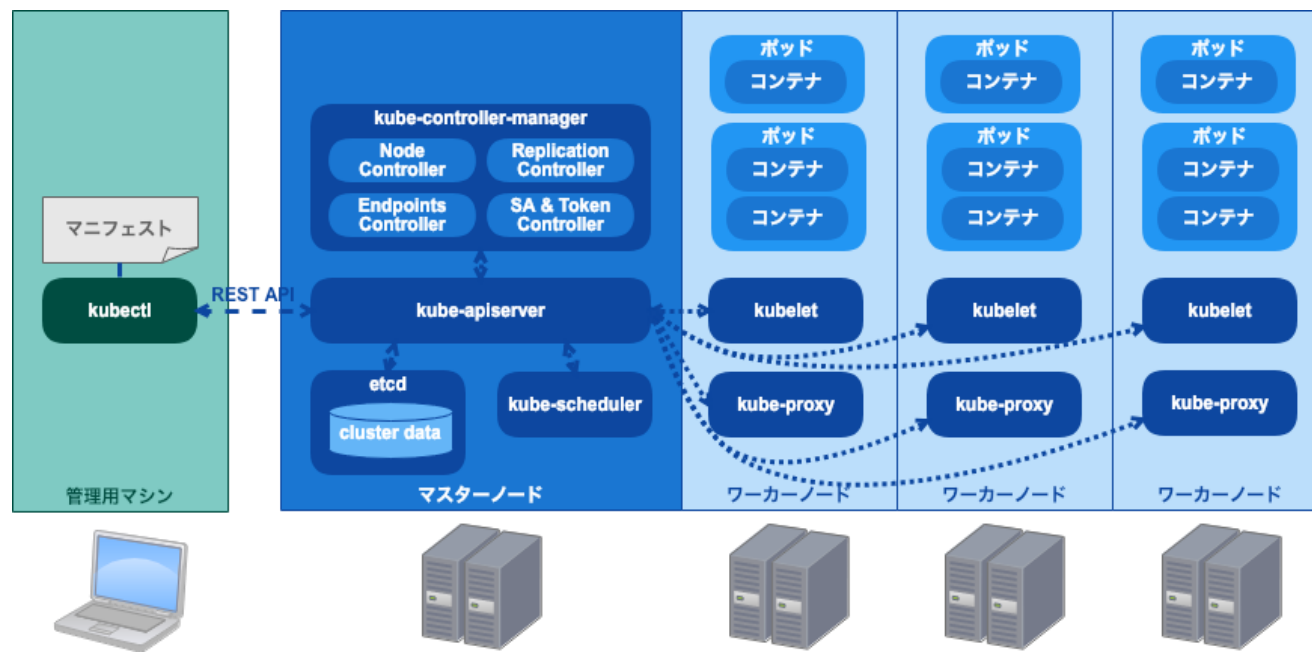 マニフェスト
kubectl
管理用マシン
REST API
kube-controller-manager
Node
Controller
Replication
Controller
Endpoints
Controller
SA & Token
Controller
kube-apiserver
etcd
cluster data
kube-scheduler
マスターノード
ポッド
コンテナ
ポッド
コンテナ
コンテナ
kubelet
kube-proxy
ワーカーノード
ポッド
コンテナ
ポッド
コンテナ
コンテナ
kubelet
kube-proxy
ワーカーノード
ポッド
コンテナ
ポッド
コンテナ
コンテナ
kubelet
kube-proxy
ワーカーノード